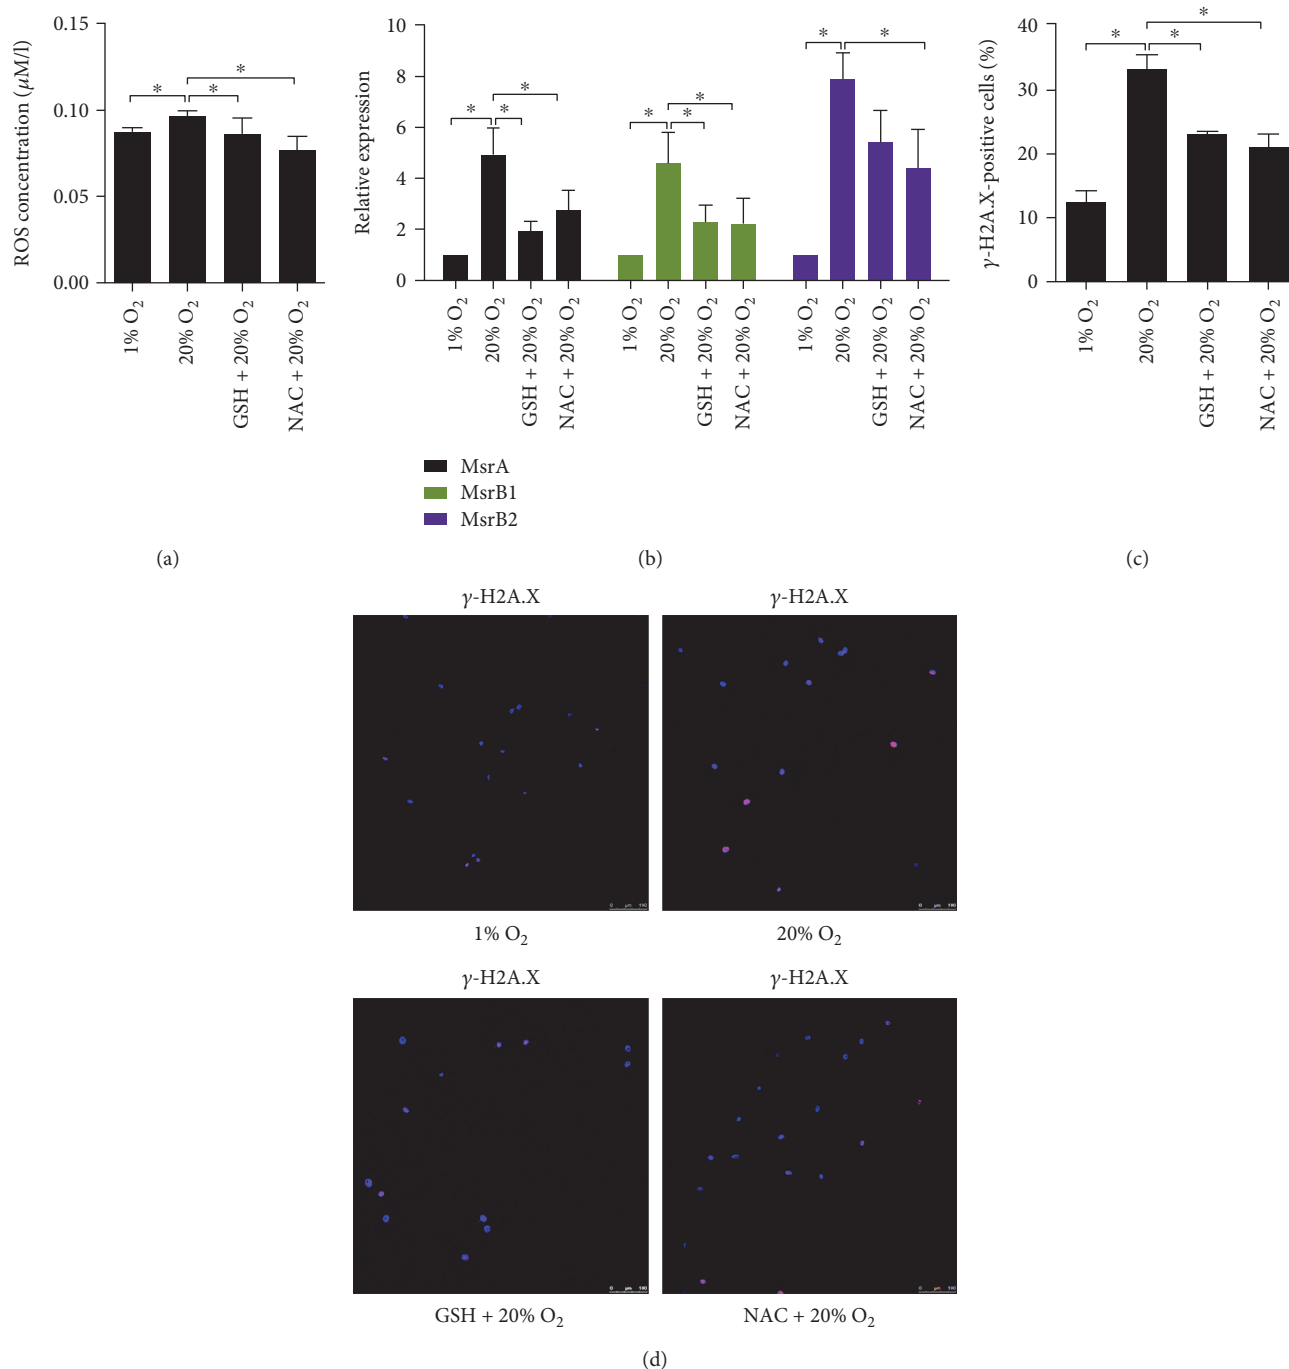 ROS concentration (μM/l)
0.15
0.10
0.05
0.00
* * *
1% O₂
20% O₂
GSH + 20% O₂
NAC + 20% O₂
(a)
Relative expression
10
8
6
4
2
0
* * *
* * *
* *
1% O₂
20% O₂
GSH + 20% O₂
NAC + 20% O₂
1% O₂
20% O₂
GSH + 20% O₂
NAC + 20% O₂
1% O₂
20% O₂
GSH + 20% O₂
NAC + 20% O₂
MsrA
MsrB1
MsrB2
(b)
γ-H2A.X-positive cells (%)
40
30
20
10
0
* * *
1% O₂
20% O₂
GSH + 20% O₂
NAC + 20% O₂
(c)
γ-H2A.X
γ-H2A.X
1% O₂
20% O₂
γ-H2A.X
γ-H2A.X
GSH + 20% O₂
NAC + 20% O₂
(d)